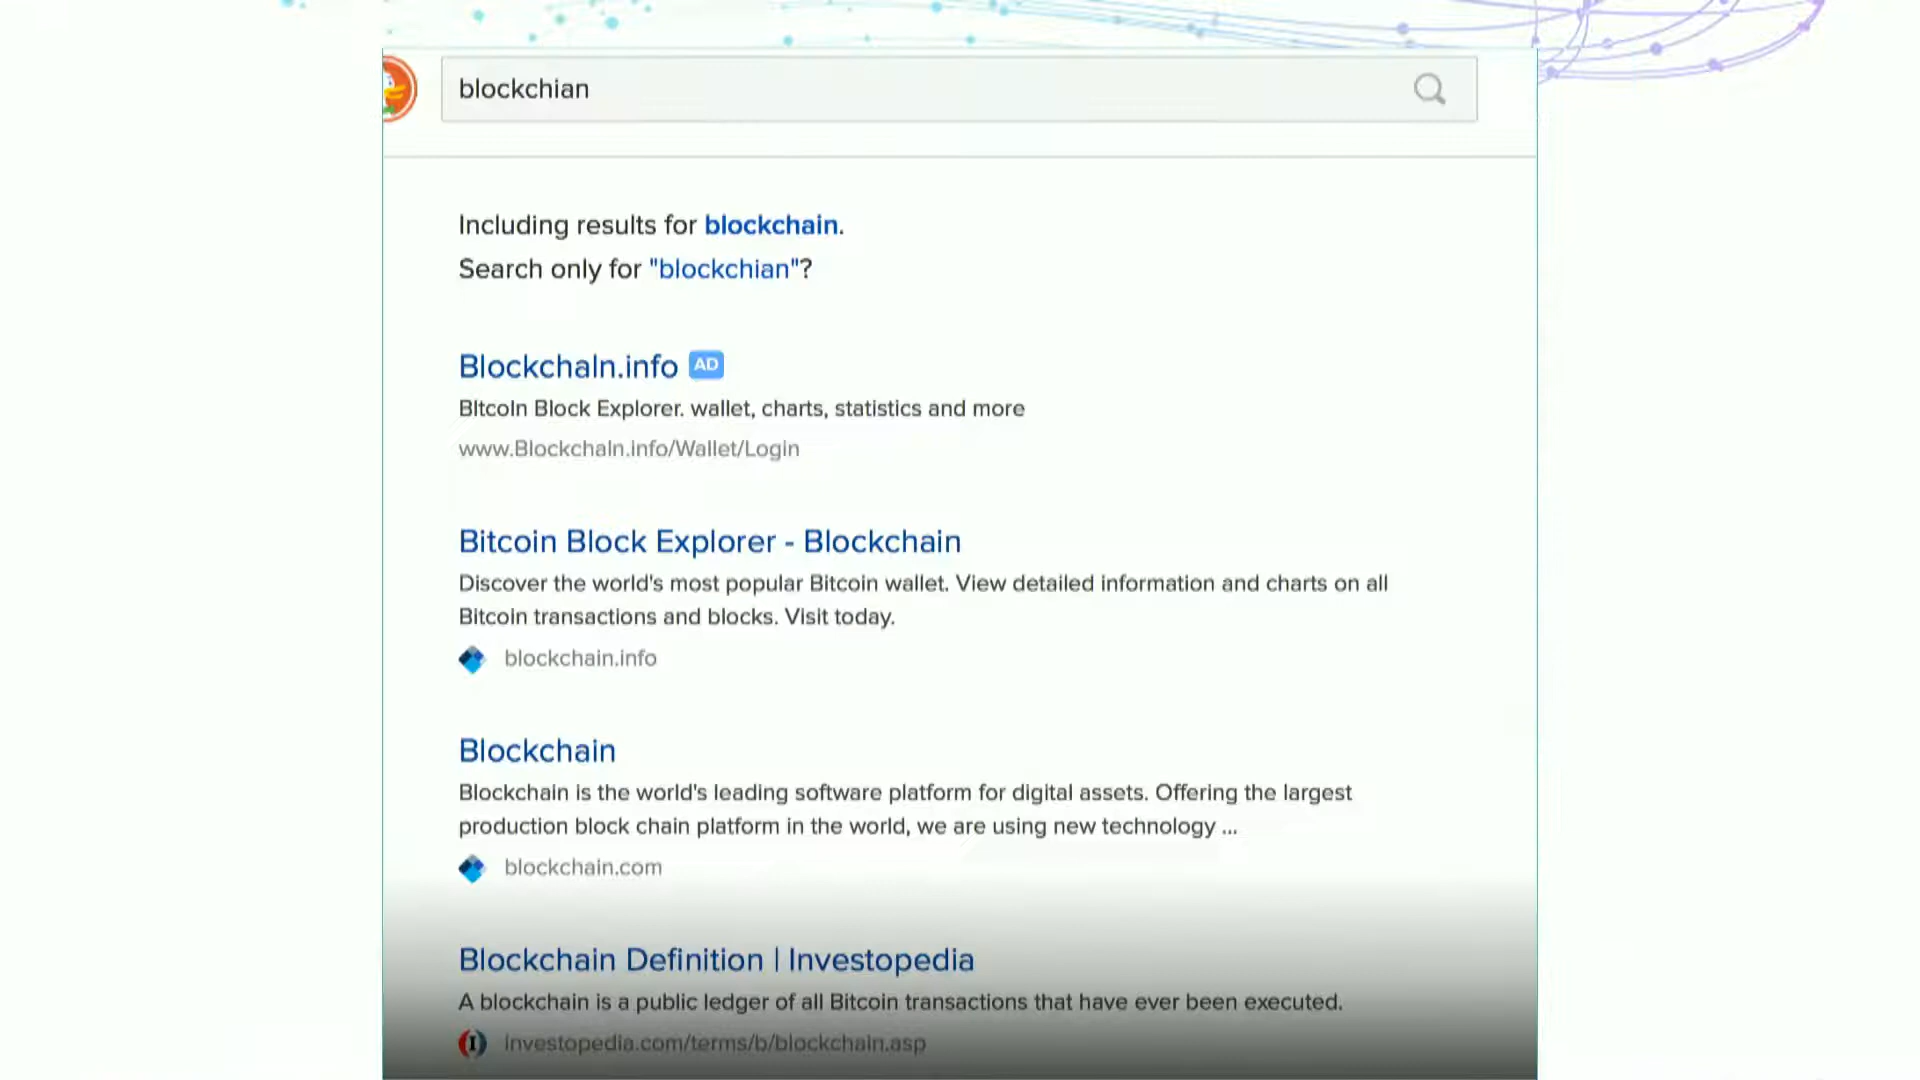 blockchian
Including results for blockchain.
Search only for "blockchian"?
Blockchaln.info AD
Bltcoln Block Explorer. wallet, charts, statistics and more
www.Blockchaln.info/Wallet/Login
Bitcoin Block Explorer - Blockchain
Discover the world's most popular Bitcoin wallet. View detailed information and charts on all
Bitcoin transactions and blocks. Visit today.
blockchain.info
Blockchain
Blockchain is the world's leading software platform for digital assets. Offering the largest
production block chain platform in the world, we are using new technology ...
blockchain.com
Blockchain Definition | Investopedia
A blockchain is a public ledger of all Bitcoin transactions that have ever been executed.
investopedia.com/terms/b/blockchain.asp